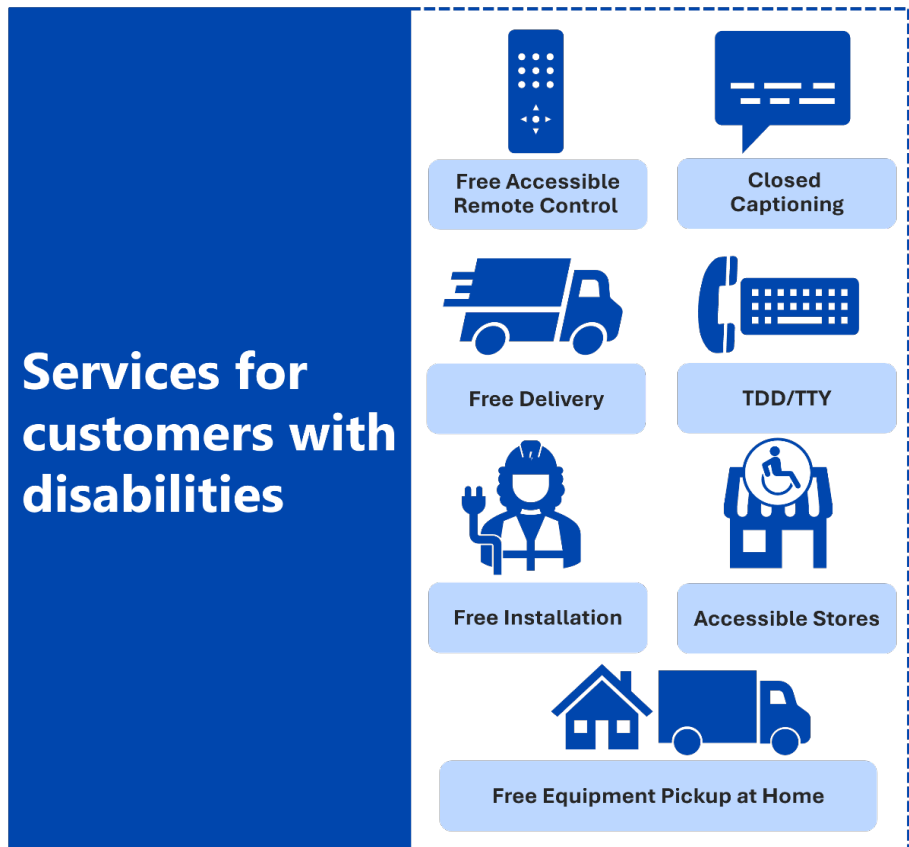 Services for
customers with
disabilities
Free Accessible
Remote Control
Closed
Captioning
Free Delivery
TDD/TTY
Free Installation
Accessible Stores
Free Equipment Pickup at Home